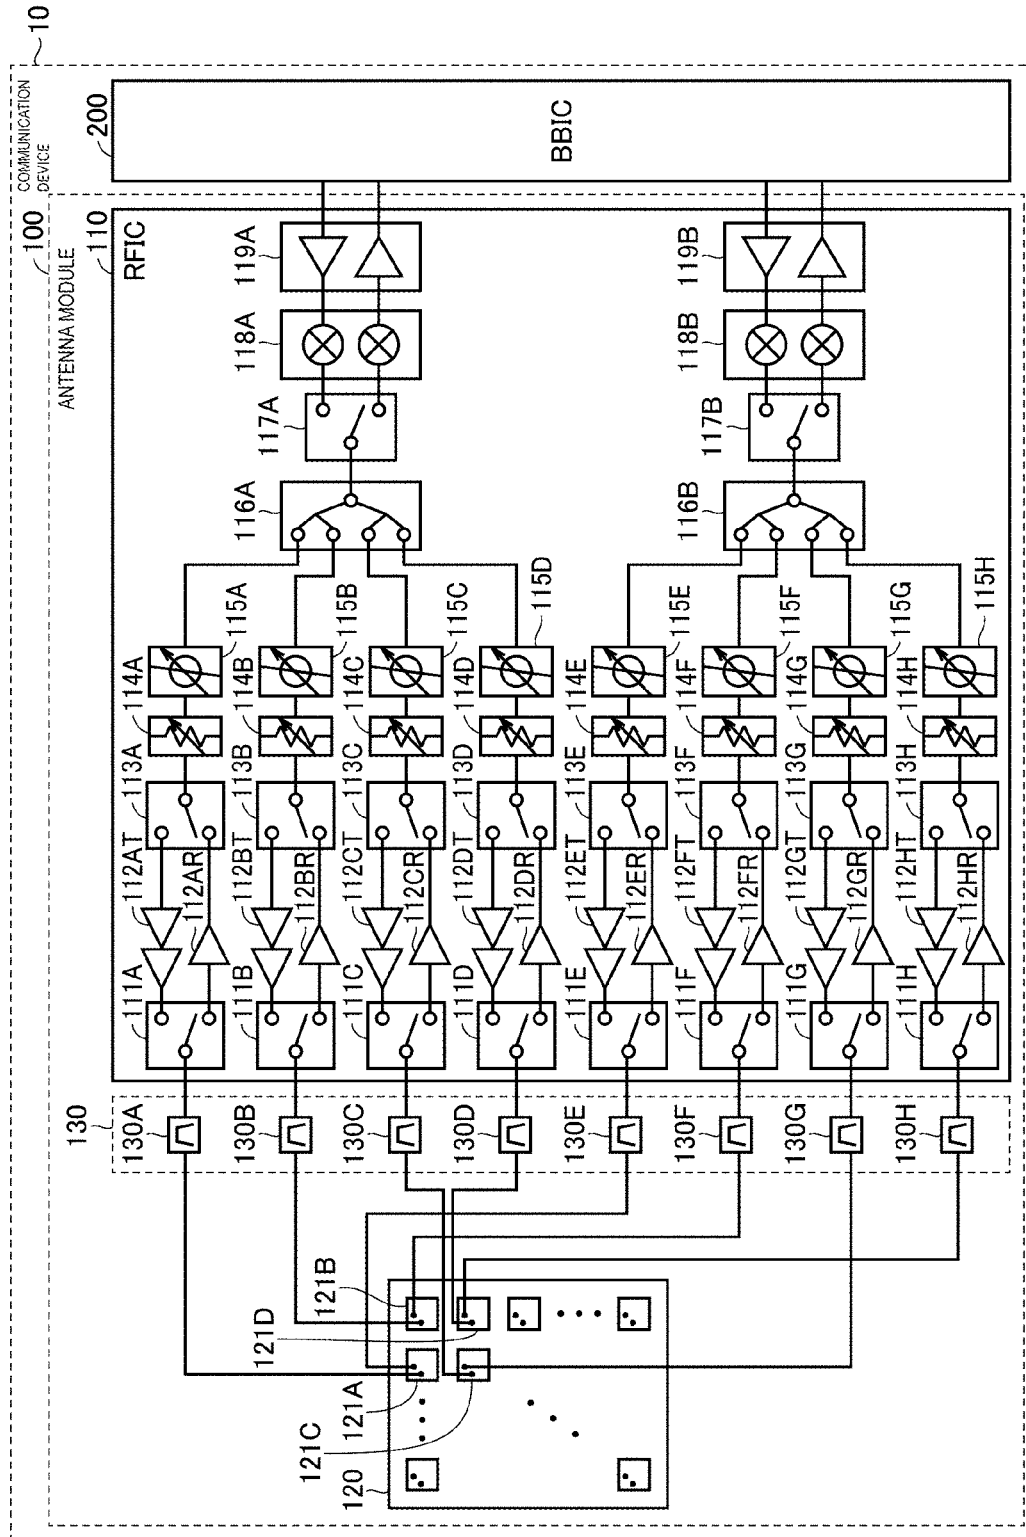 10
COMMUNICATION
DEVICE
200
BBIC
100
ANTENNA MODULE
110
RFIC
119A
119B
118A
118B
117A
117B
116A
116B
115A
115B
115C
115D
115E
115F
115G
115H
114A
114B
114C
114D
114E
114F
114G
114H
113A
113B
113C
113D
113E
113F
113G
113H
112AT
112BT
112CT
112DT
112ET
112FT
112GT
112HT
112AR
112BR
112CR
112DR
112ER
112FR
112GR
112HR
111A
111B
111C
111D
111E
111F
111G
111H
130
130A
130B
130C
130D
130E
130F
130G
130H
121B
121D
121A
121C
120